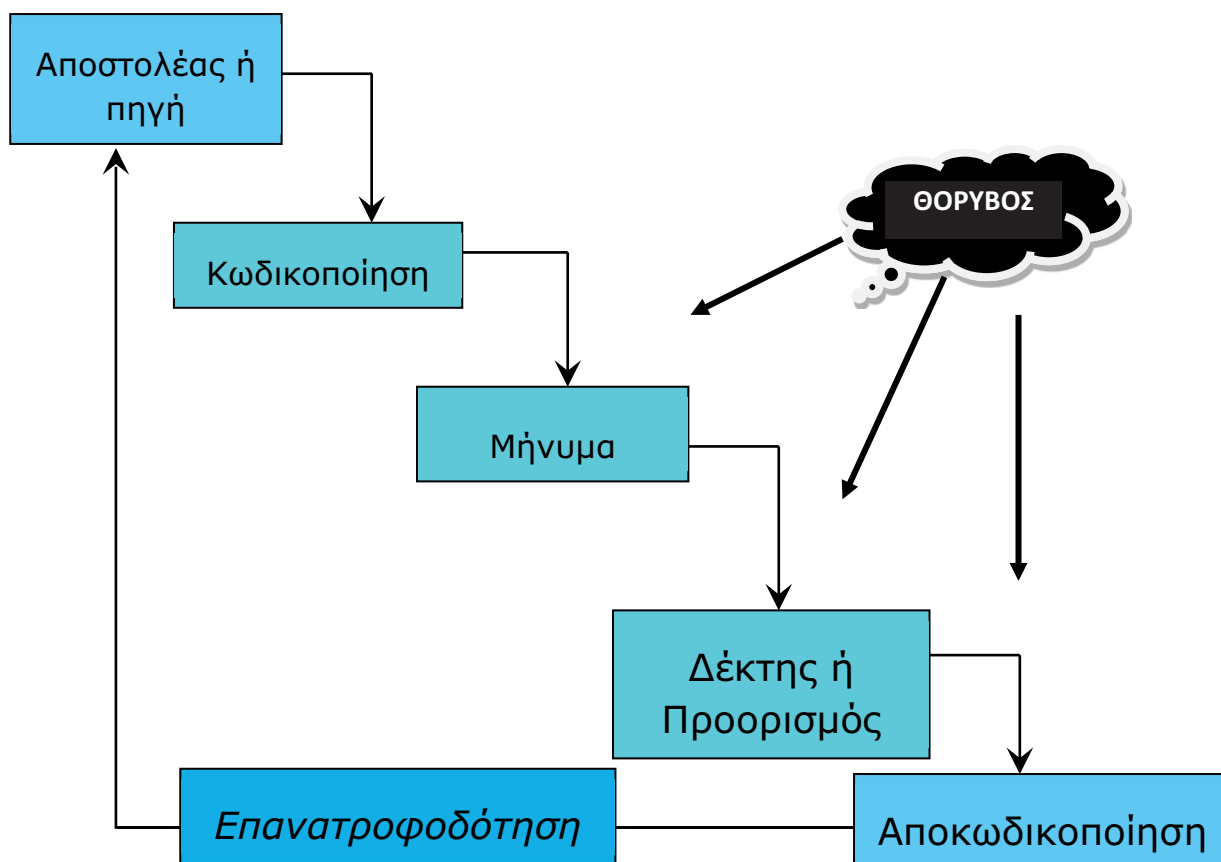 Αποστολέας ή
πηγή
ΘΟΡΥΒΟΣ
Κωδικοποίηση
Μήνυμα
Δέκτης ή
Προορισμός
Επανατροφοδότηση
Αποκωδικοποίηση